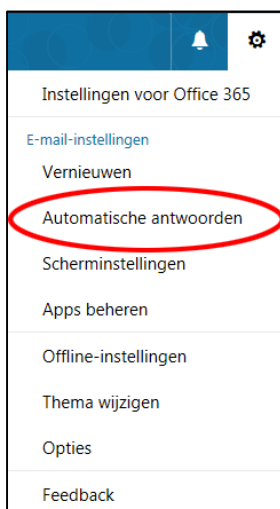 Instellingen voor Office 365
E-mail-instellingen
Vernieuwen
Automatische antwoorden
Scherminstellingen
Apps beheren
Offline-instellingen
Thema wijzigen
Opties
Feedback